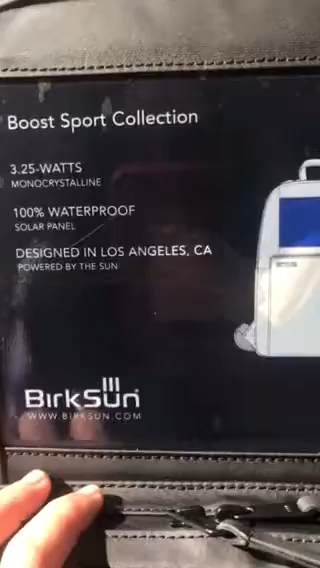 Boost Sport Collection
3.25-WATTS
MONOCRYSTALLINE
100% WATERPROOF
SOLAR PANEL
DESIGNED IN LOS ANGELES, CA
POWERED BY THE SUN
BirkSun
WWW.BIRKSUN.COM